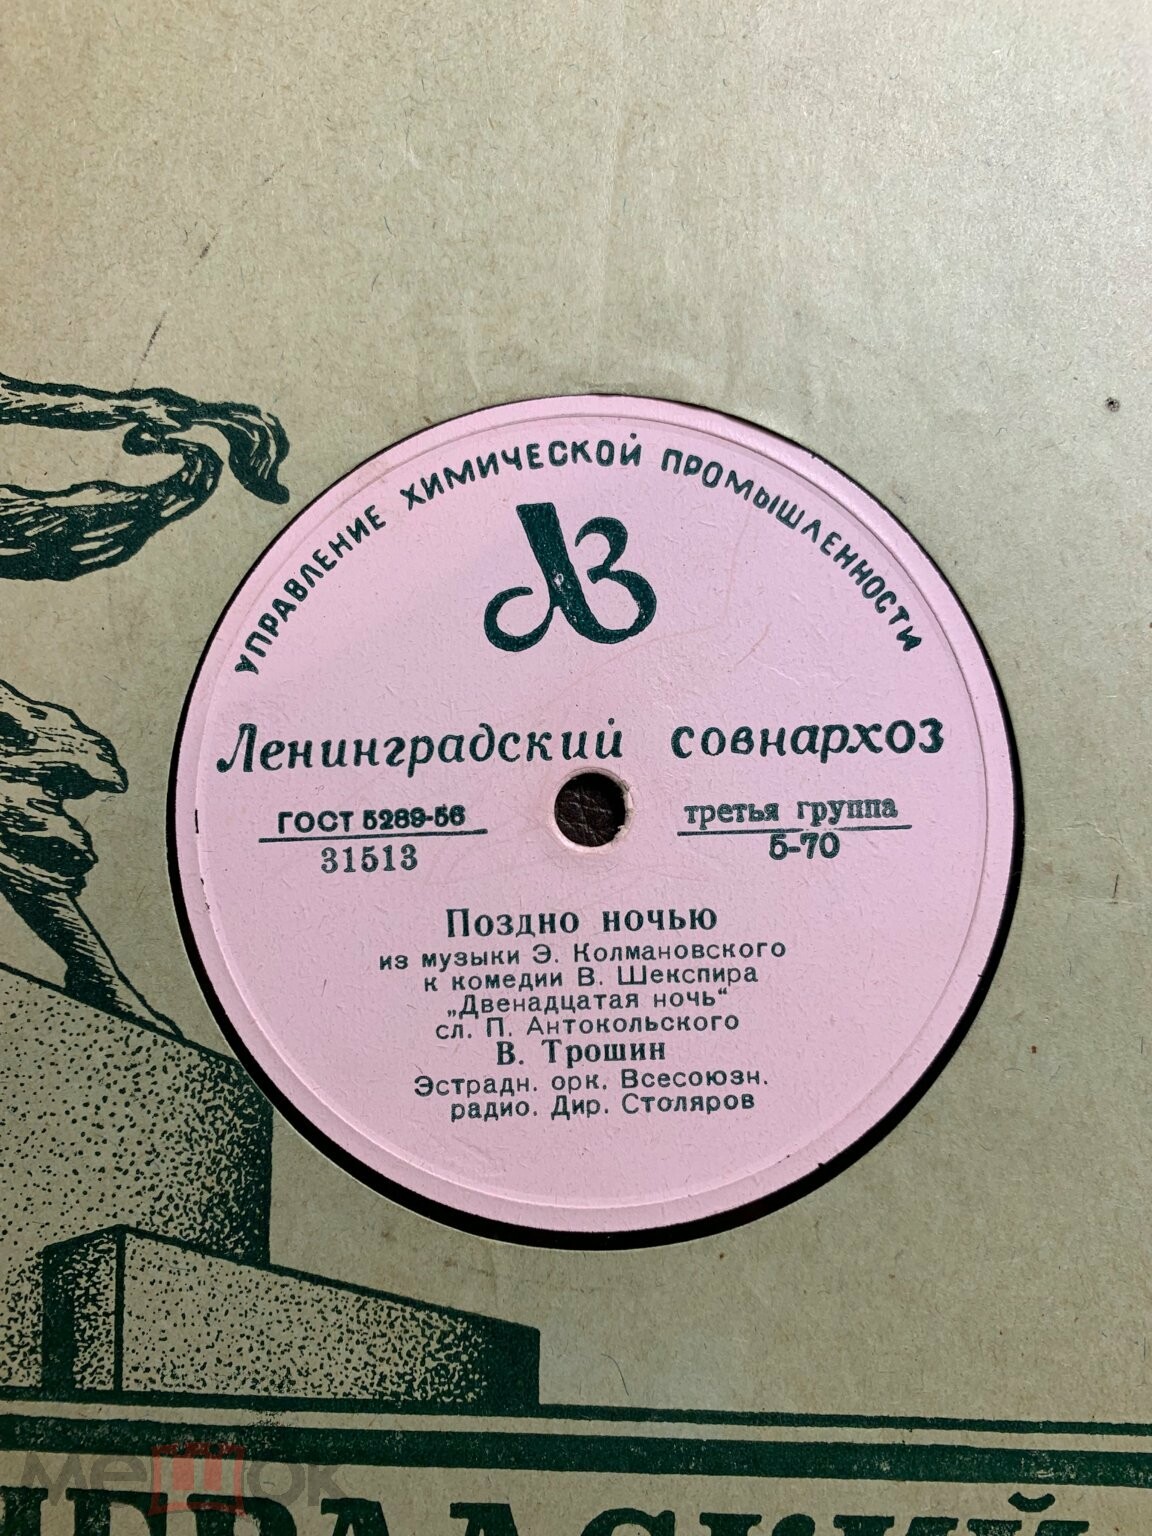 УПРАВЛЕНИЕ ХИМИЧЕСКОЙ ПРОМЫШЛЕННОСТИ
ЛЗ
Ленинградский совнархоз
ГОСТ 5289-56
31513
третья группа
5-70
Поздно ночью
из музыки Э. Колмановского
к комедии В. Шекспира
„Двенадцатая ночь“
сл. П. Антокольского
В. Трошин
Эстрадн. орк. Всесоюзн.
радио. Дир. Столяров
мешок